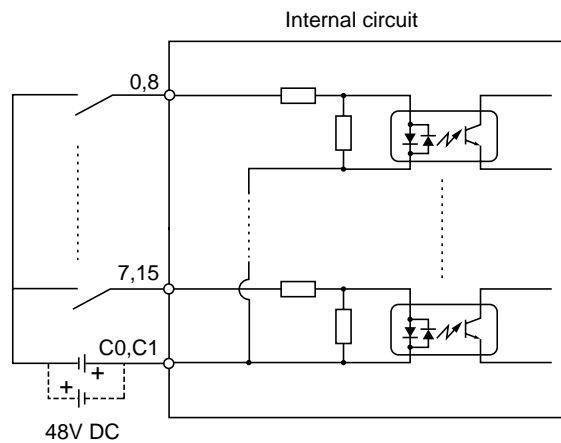 Internal circuit
0,8
7,15
C0,C1
+
+
48V DC